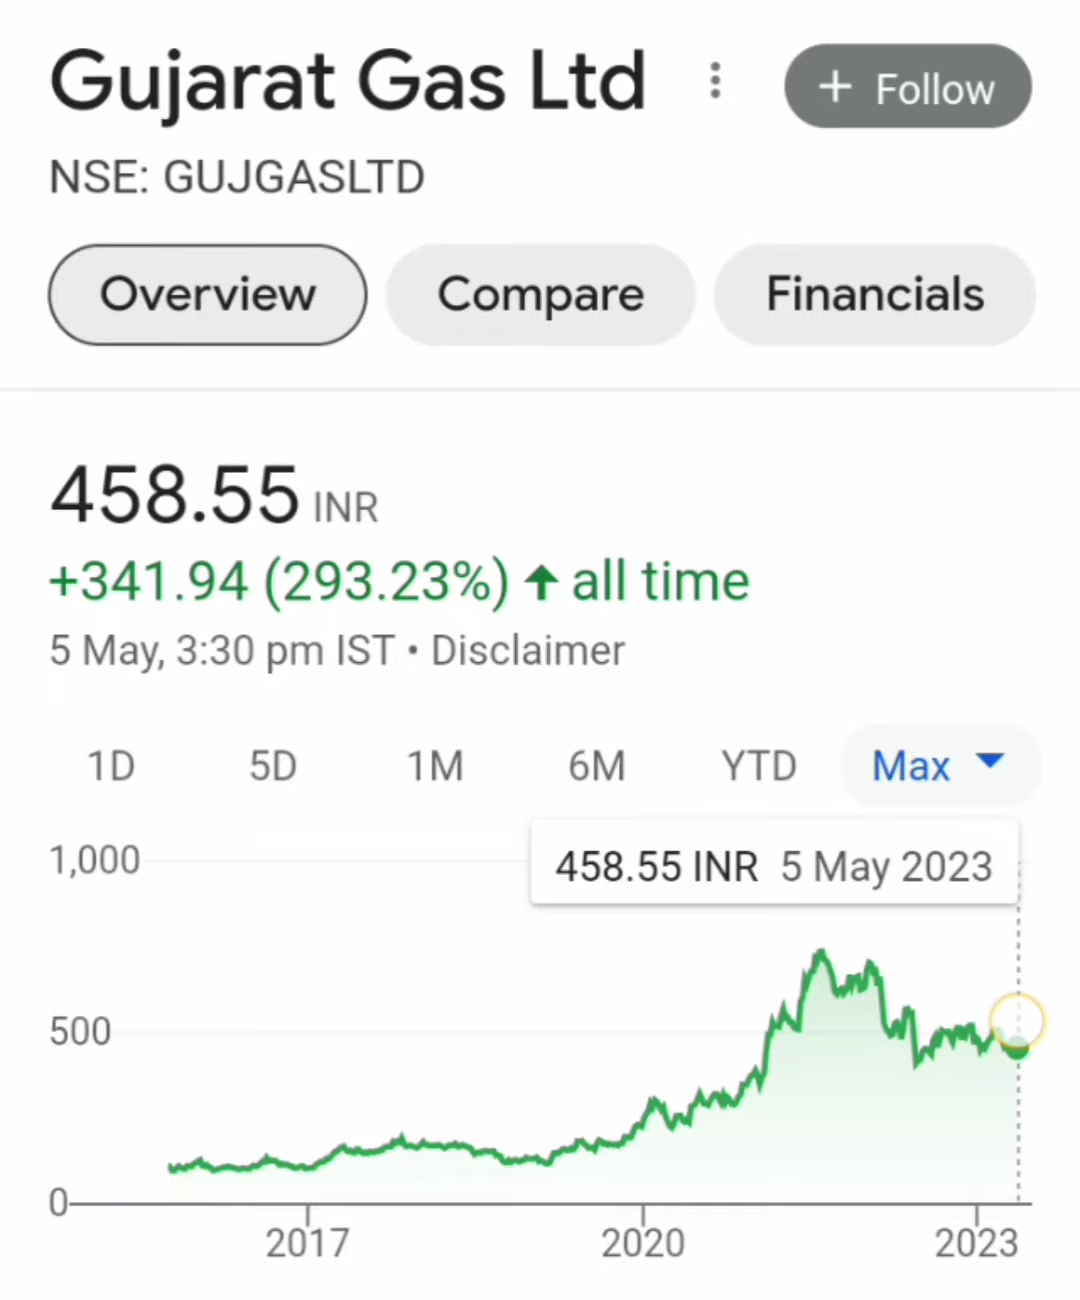 Gujarat Gas Ltd
+ Follow
NSE: GUJGASLTD
Overview Compare Financials
458.55 INR
+341.94 (293.23%) ↑ all time
5 May, 3:30 pm IST • Disclaimer
1D 5D 1M 6M YTD Max
458.55 INR 5 May 2023
1,000
500
0
2017 2020 2023